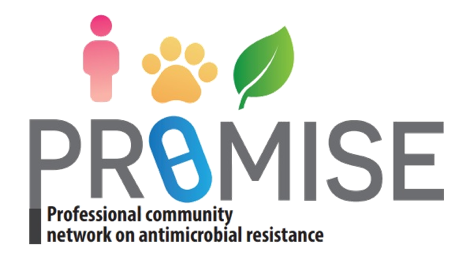 PROMISE
Professional community
network on antimicrobial resistance